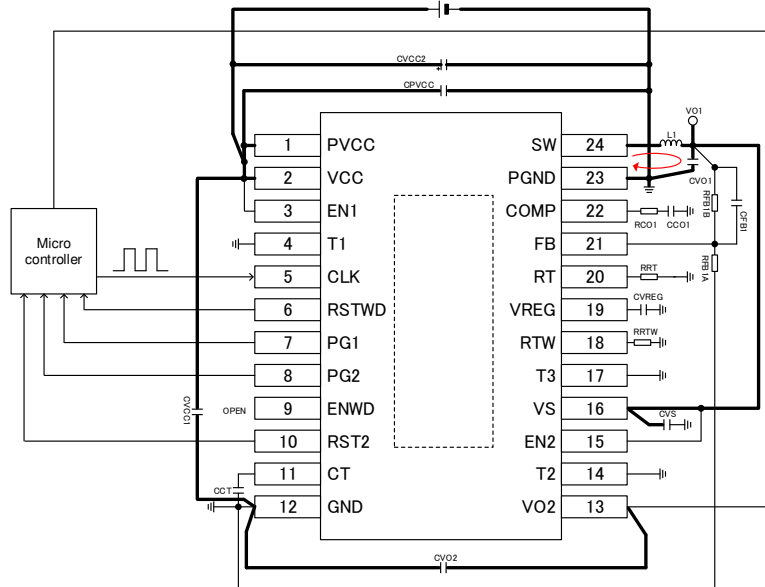 CVCC2
CPVCC
VO1
1 PVCC SW 24 L1
2 VCC PGND 23
CVO1
3 EN1 COMP 22
RCO1 CCO1
RFB1B
CFB1
Micro
controller
4 T1 FB 21
RFB1A
5 CLK RT 20 RRT
6 RSTWD VREG 19 CVREG
7 PG1 RTW 18 RRTW
8 PG2 T3 17
CVCC1
OPEN 9 ENWD VS 16
CVS
10 RST2 EN2 15
11 CT T2 14
CCT
12 GND VO2 13
CVO2